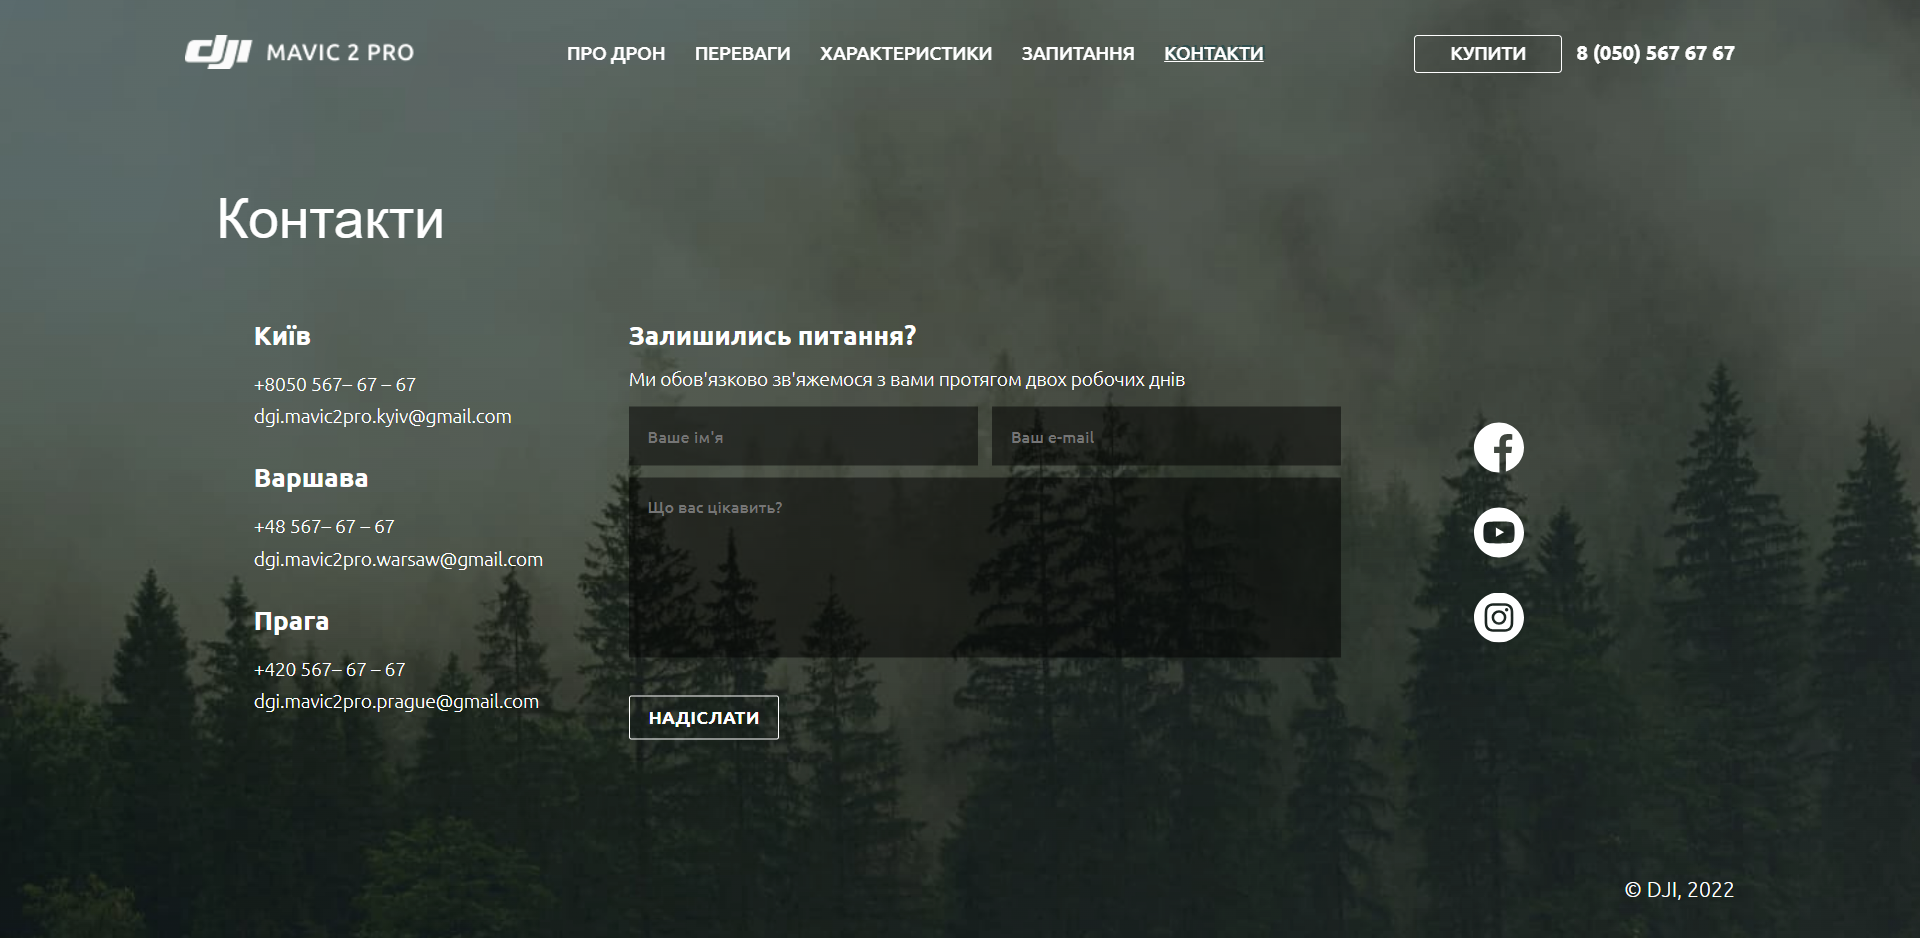 dji MAVIC 2 PRO
ПРО ДРОН ПЕРЕВАГИ ХАРАКТЕРИСТИКИ ЗАПИТАННЯ КОНТАКТИ
КУПИТИ 8 (050) 567 67 67
Контакти
Київ
+8050 567– 67 – 67
dgi.mavic2pro.kyiv@gmail.com
Варшава
+48 567– 67 – 67
dgi.mavic2pro.warsaw@gmail.com
Прага
+420 567– 67 – 67
dgi.mavic2pro.prague@gmail.com
Залишились питання?
Ми обов'язково зв'яжемося з вами протягом двох робочих днів
Ваше ім'я
Ваш e-mail
Що вас цікавить?
НАДІСЛАТИ
© DJI, 2022